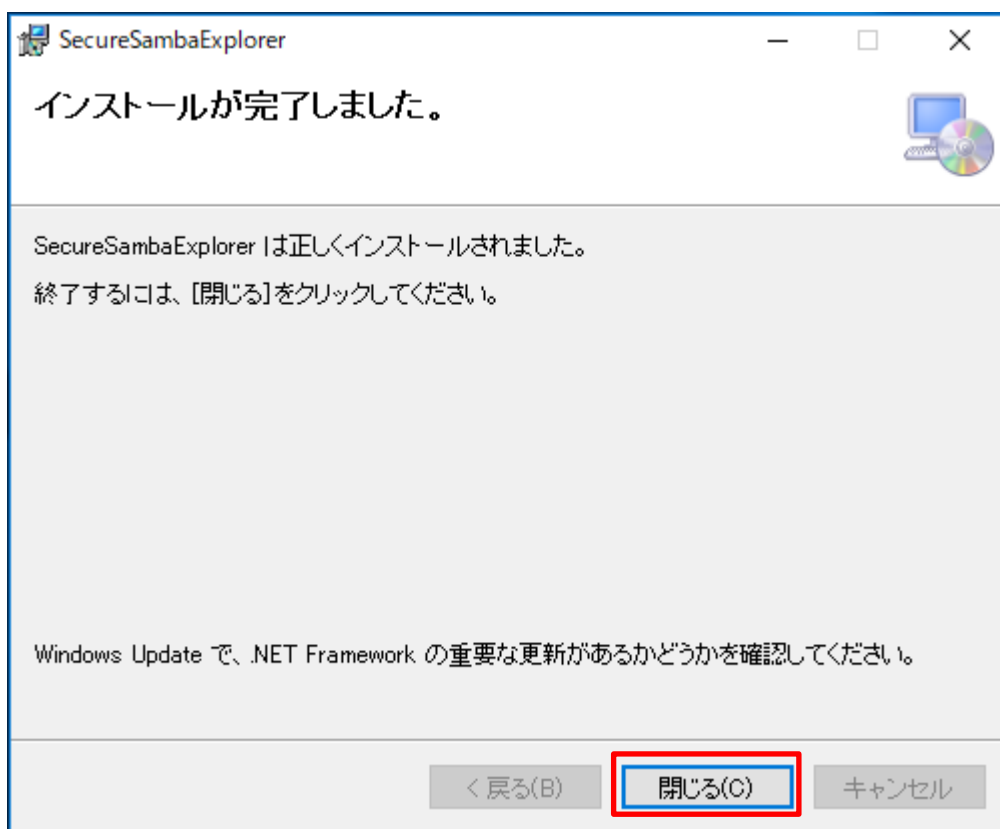 SecureSambaExplorer
インストールが完了しました。
SecureSambaExplorer は正しくインストールされました。
終了するには、[閉じる]をクリックしてください。
Windows Update で、.NET Framework の重要な更新があるかどうかを確認してください。
< 戻る(B)
閉じる(C)
キャンセル